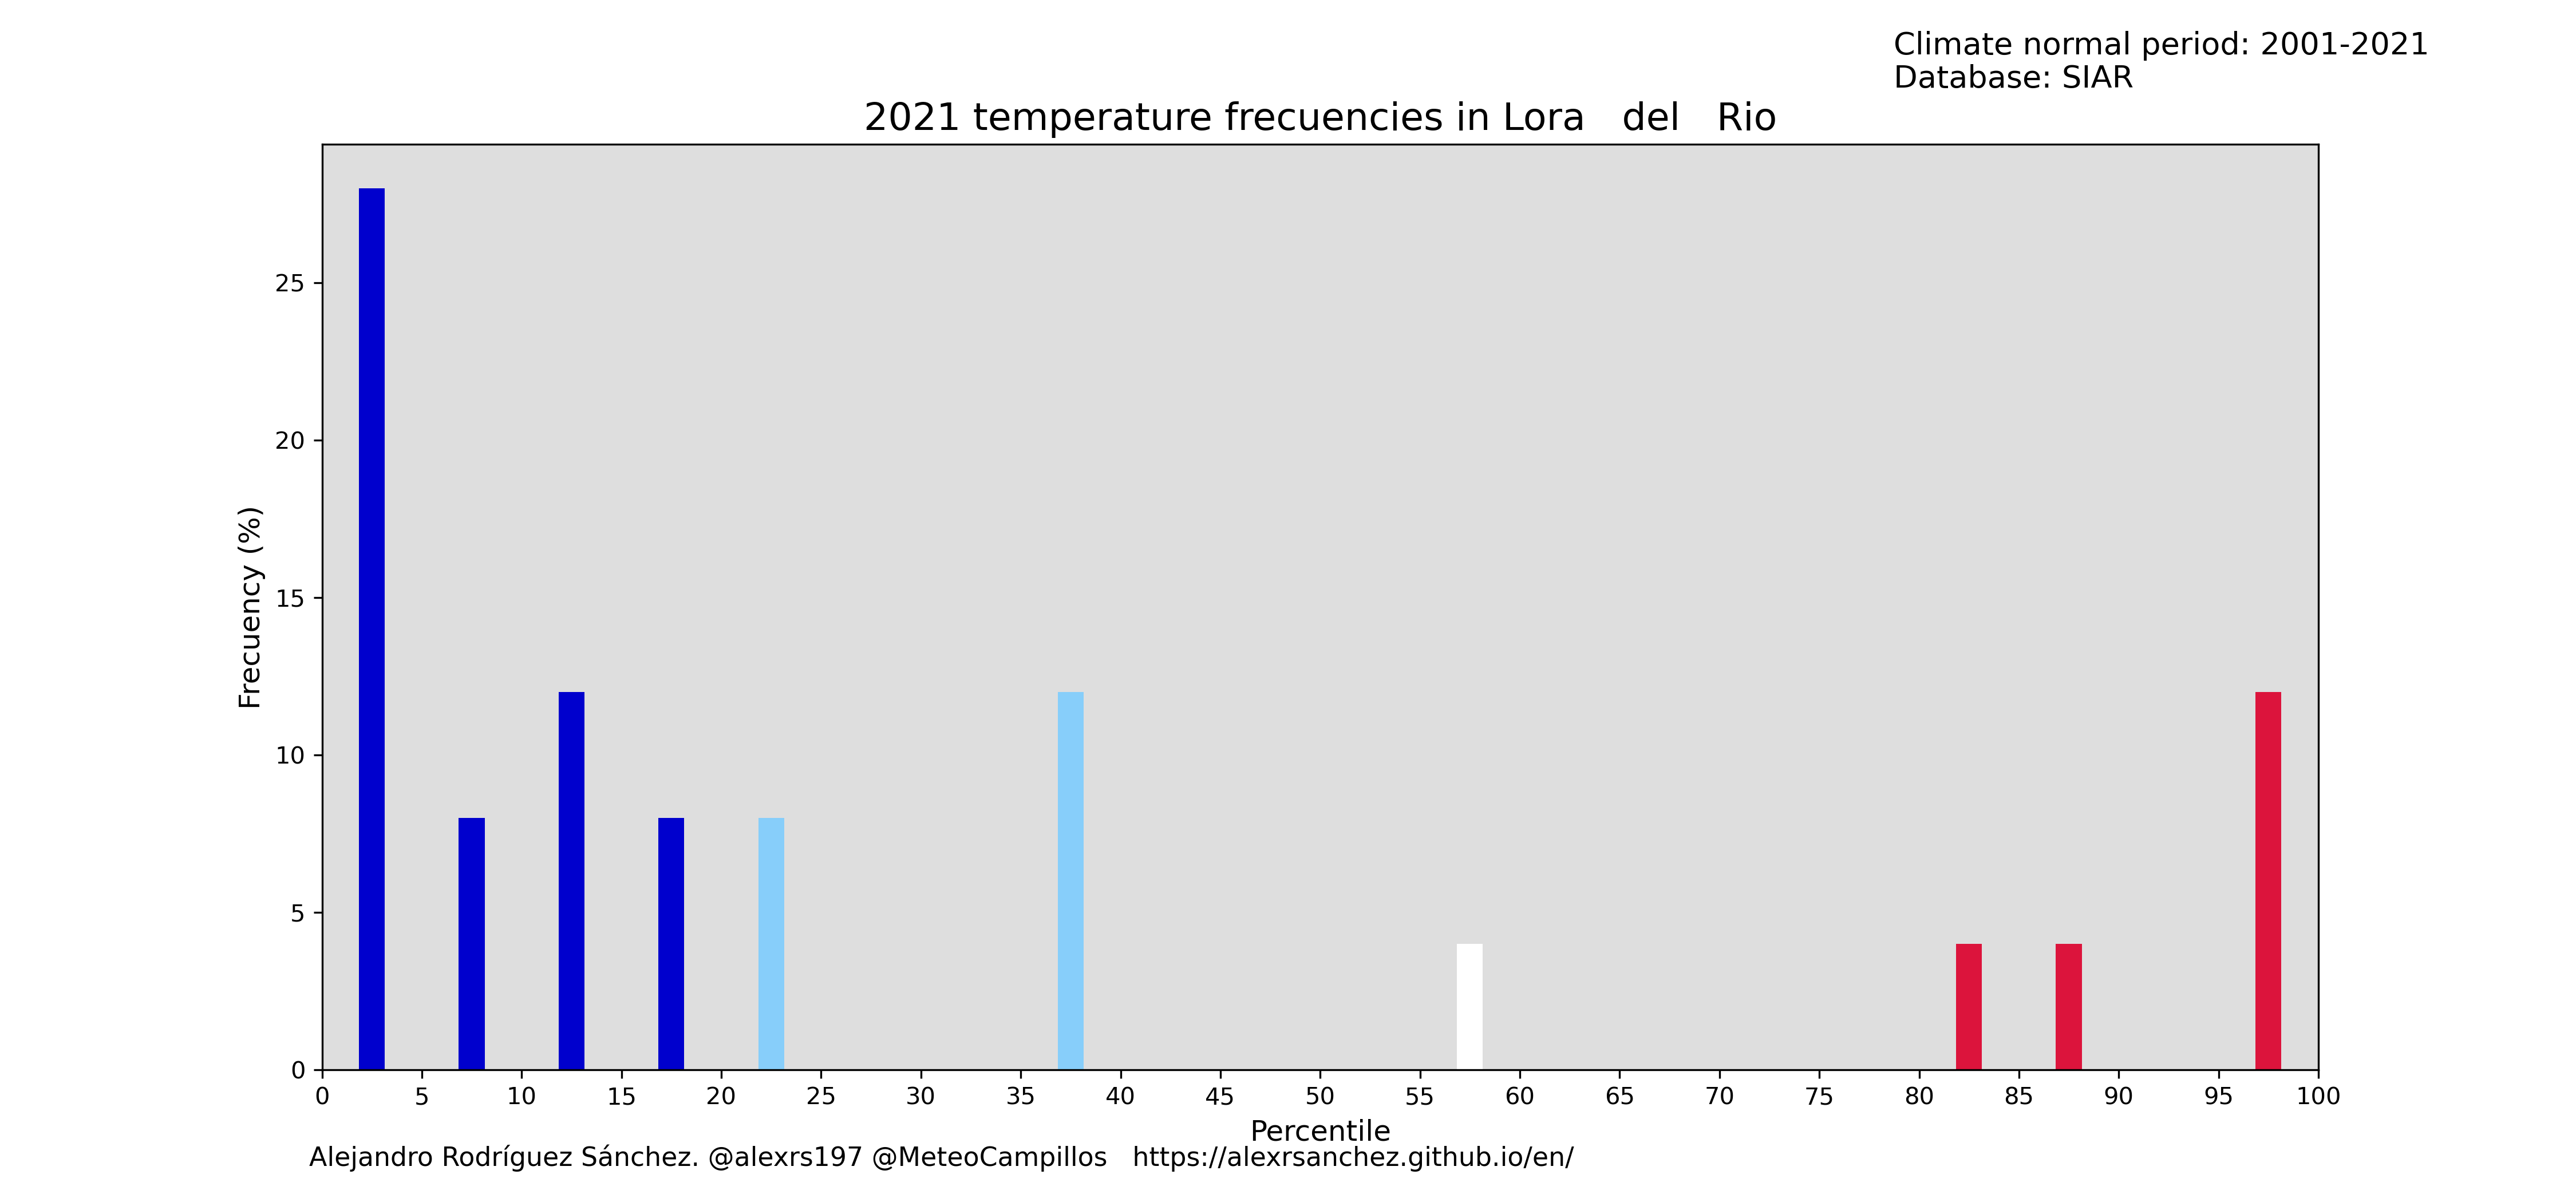 Climate normal period: 2001-2021
Database: SIAR
2021 temperature frecuencies in Lora   del   Rio
Frecuency (%)
25
20
15
10
5
0
0 5 10 15 20 25 30 35 40 45 50 55 60 65 70 75 80 85 90 95 100
Percentile
Alejandro Rodríguez Sánchez. @alexrs197 @MeteoCampillos   https://alexrsanchez.github.io/en/